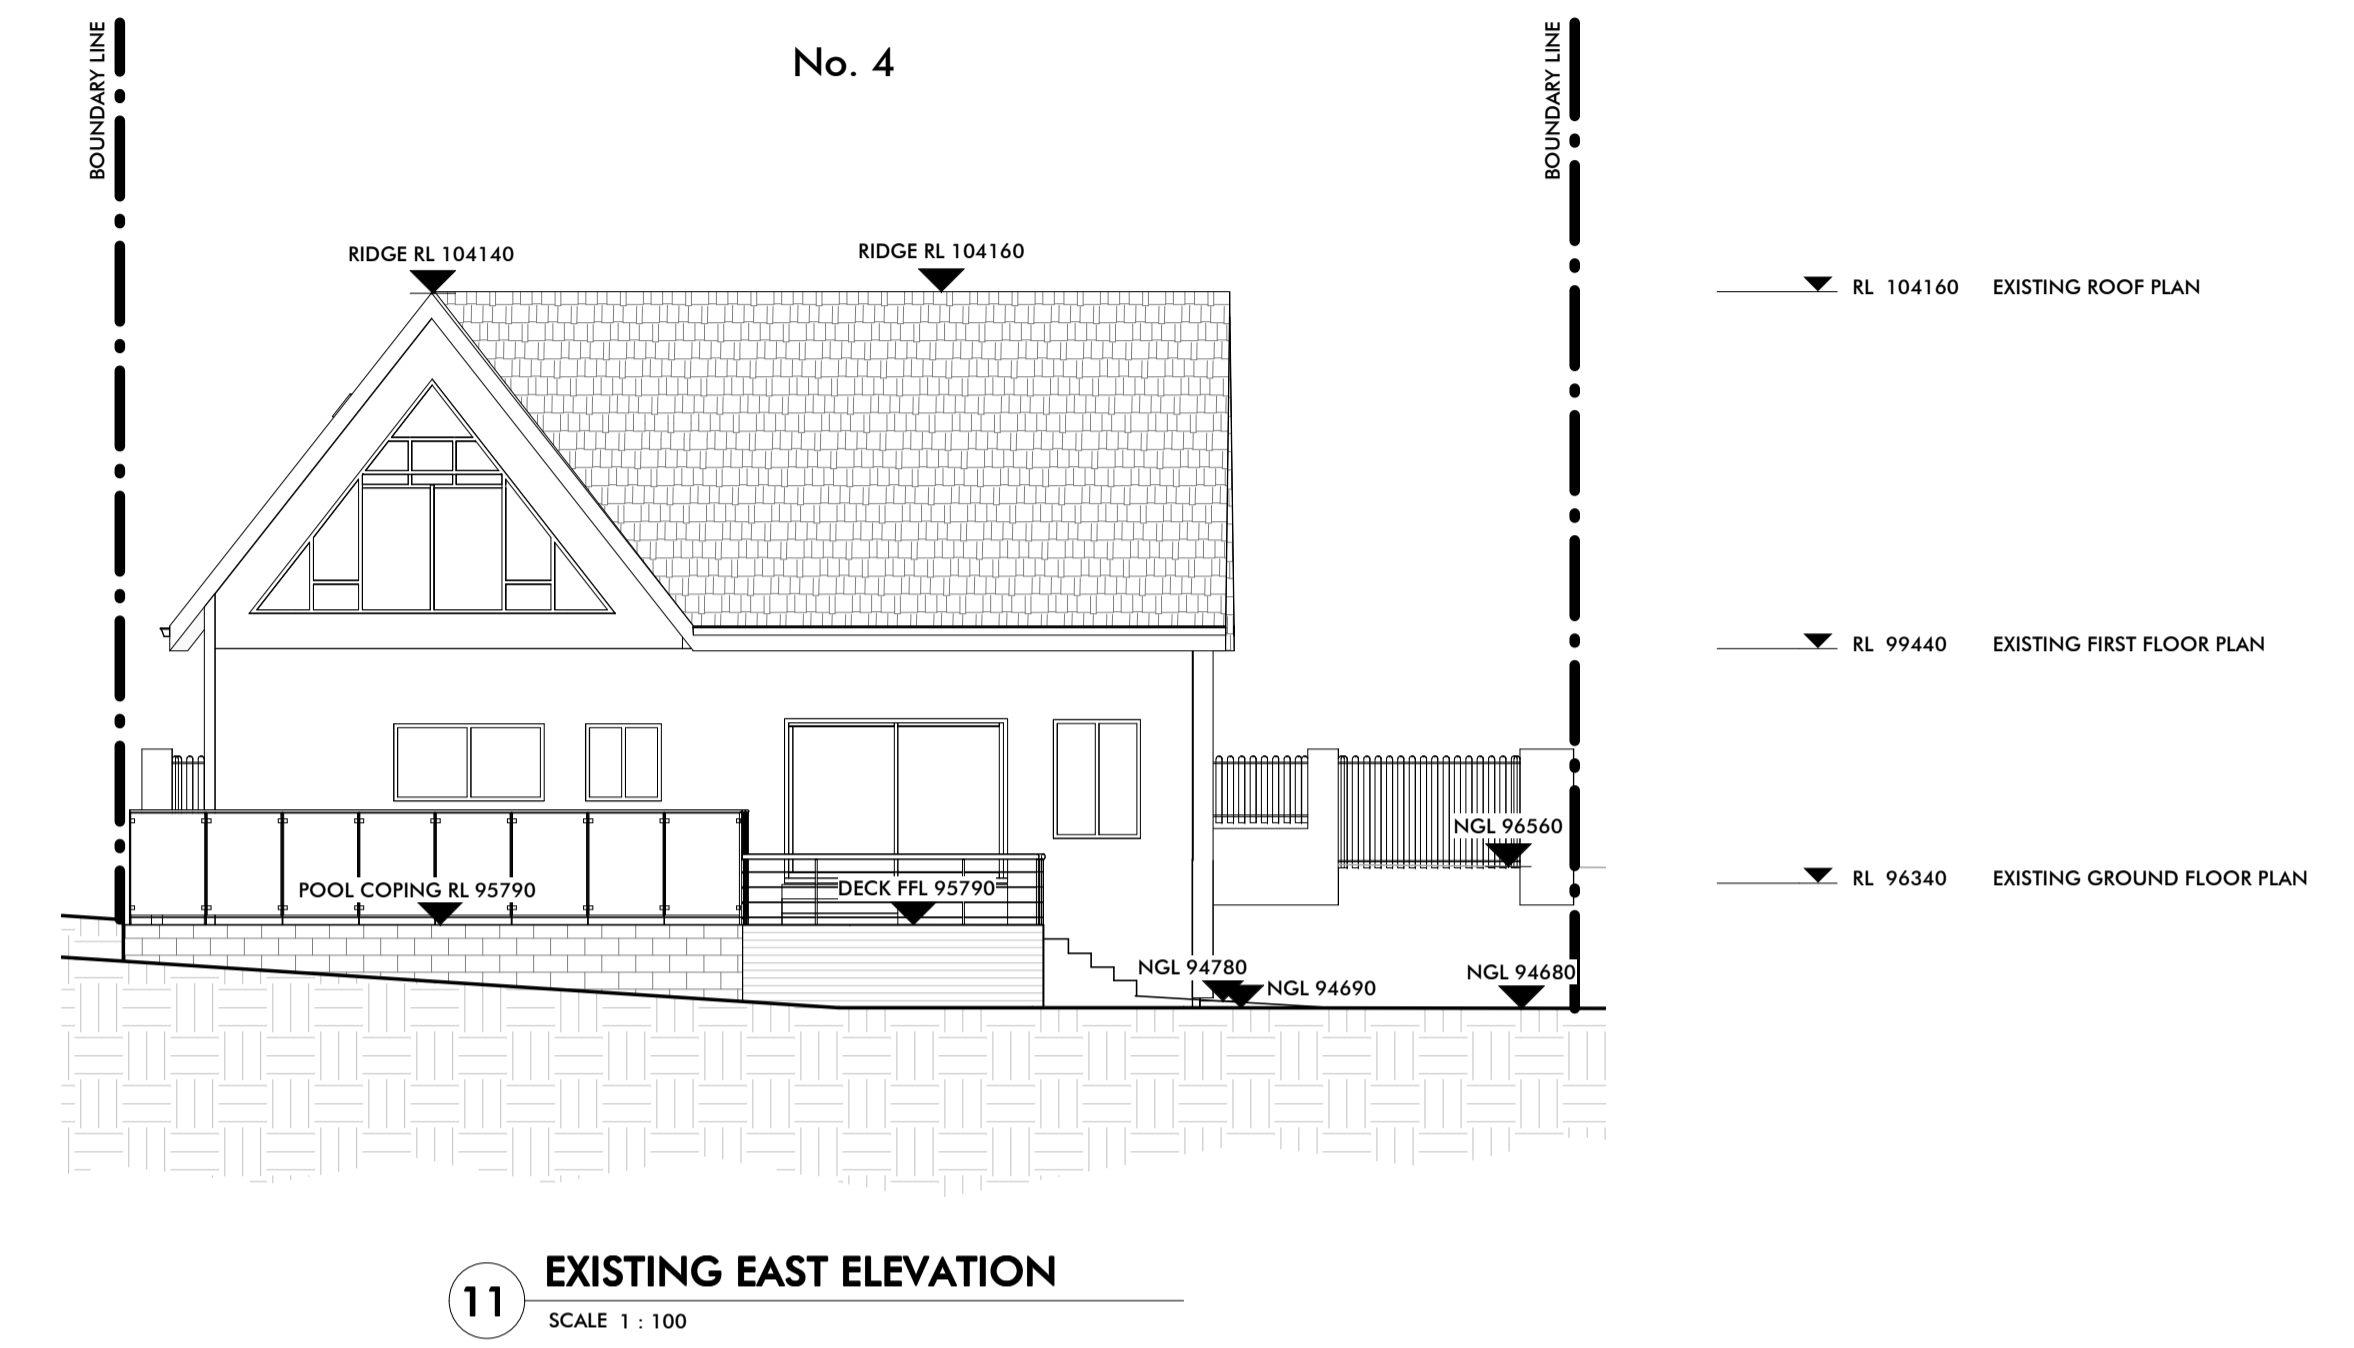 BOUNDARY LINE
No. 4
BOUNDARY LINE
RIDGE RL 104140
RIDGE RL 104160
RL 104160 EXISTING ROOF PLAN
RL 99440 EXISTING FIRST FLOOR PLAN
NGL 96560
POOL COPING RL 95790
DECK FFL 95790
RL 96340 EXISTING GROUND FLOOR PLAN
NGL 94780
NGL 94690
NGL 94680
11
EXISTING EAST ELEVATION
SCALE 1 : 100